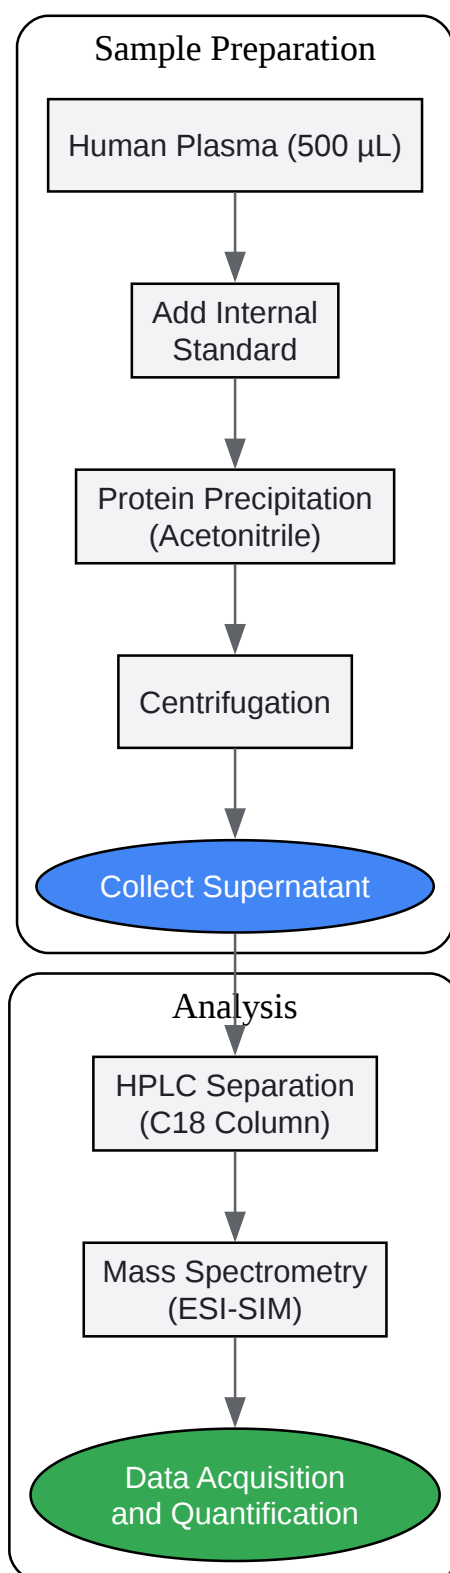 Sample Preparation
Human Plasma (500 µL)
Add Internal
Standard
Protein Precipitation
(Acetonitrile)
Centrifugation
Collect Supernatant
Analysis
HPLC Separation
(C18 Column)
Mass Spectrometry
(ESI-SIM)
Data Acquisition
and Quantification